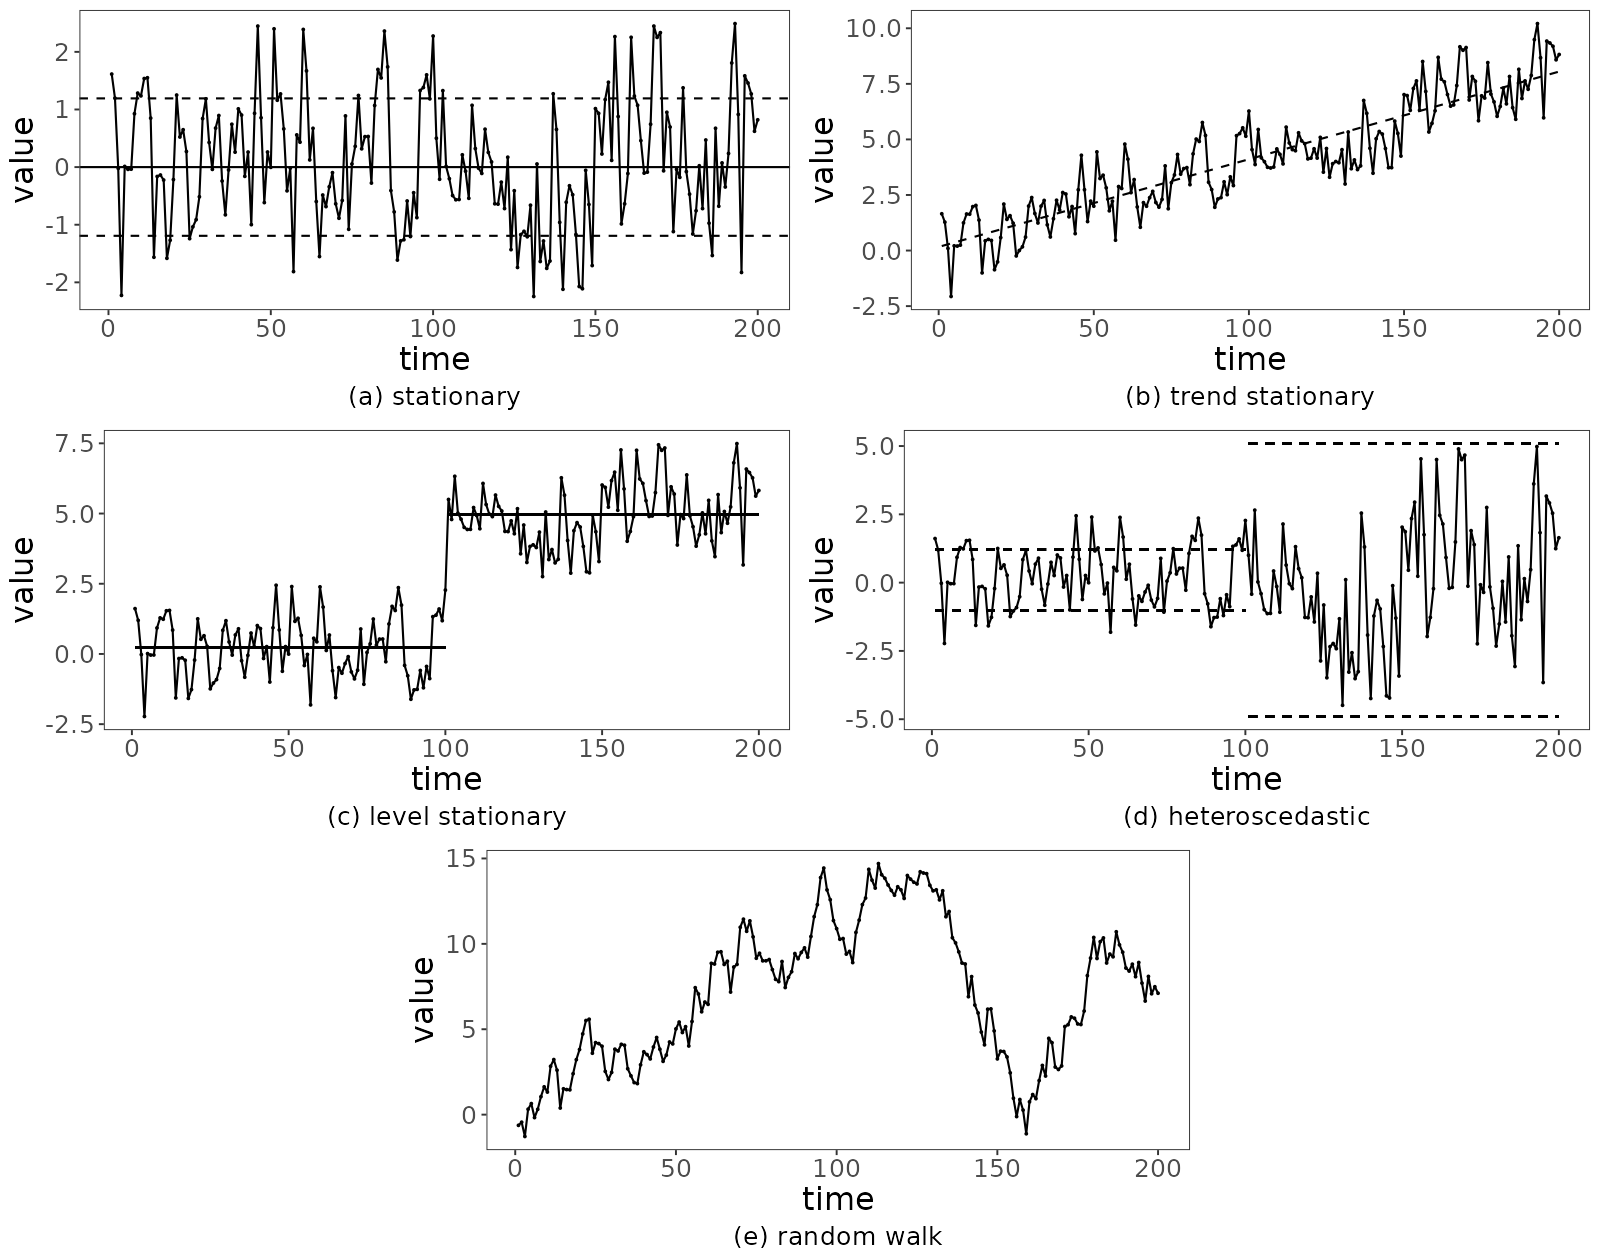 value
2
1
0
-1
-2
0 50 100 150 200
time
(a) stationary
value
10.0
7.5
5.0
2.5
0.0
-2.5
0 50 100 150 200
time
(b) trend stationary
value
7.5
5.0
2.5
0.0
-2.5
0 50 100 150 200
time
(c) level stationary
value
5.0
2.5
0.0
-2.5
-5.0
0 50 100 150 200
time
(d) heteroscedastic
value
15
10
5
0
0 50 100 150 200
time
(e) random walk